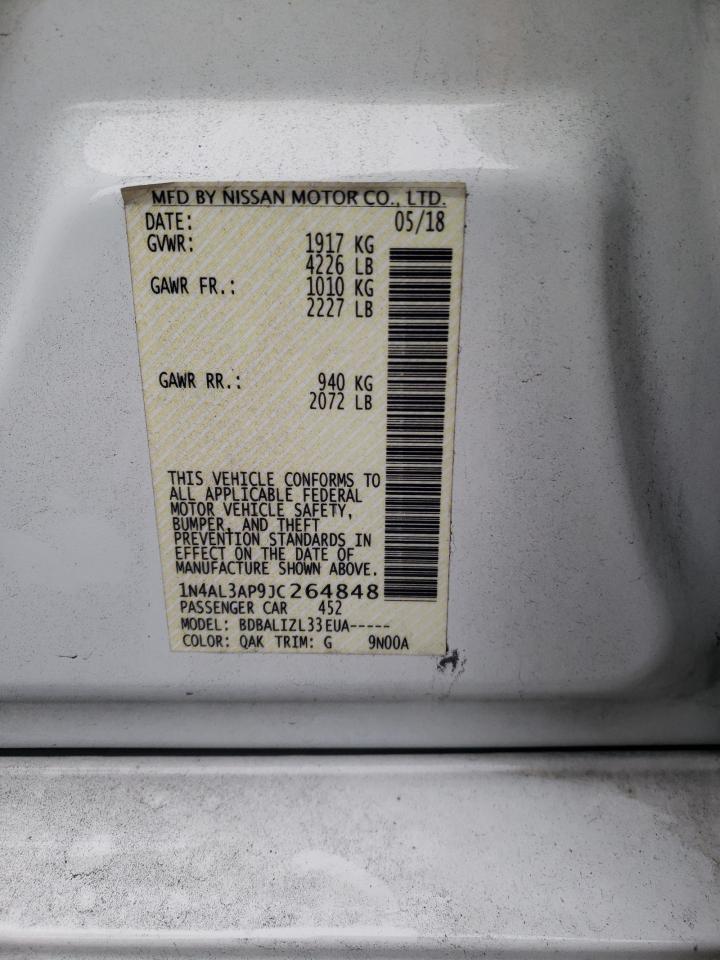 MFD BY NISSAN MOTOR CO., LTD.
DATE: 05/18
GVWR: 1917 KG
4226 LB
GAWR FR.: 1010 KG
2227 LB
GAWR RR.: 940 KG
2072 LB
THIS VEHICLE CONFORMS TO
ALL APPLICABLE FEDERAL
MOTOR VEHICLE SAFETY,
BUMPER, AND THEFT
PREVENTION STANDARDS IN
EFFECT ON THE DATE OF
MANUFACTURE SHOWN ABOVE.
1N4AL3AP9JC264848
PASSENGER CAR 452
MODEL: BDBALIZL33EUA-----
COLOR: QAK TRIM: G 9N00A